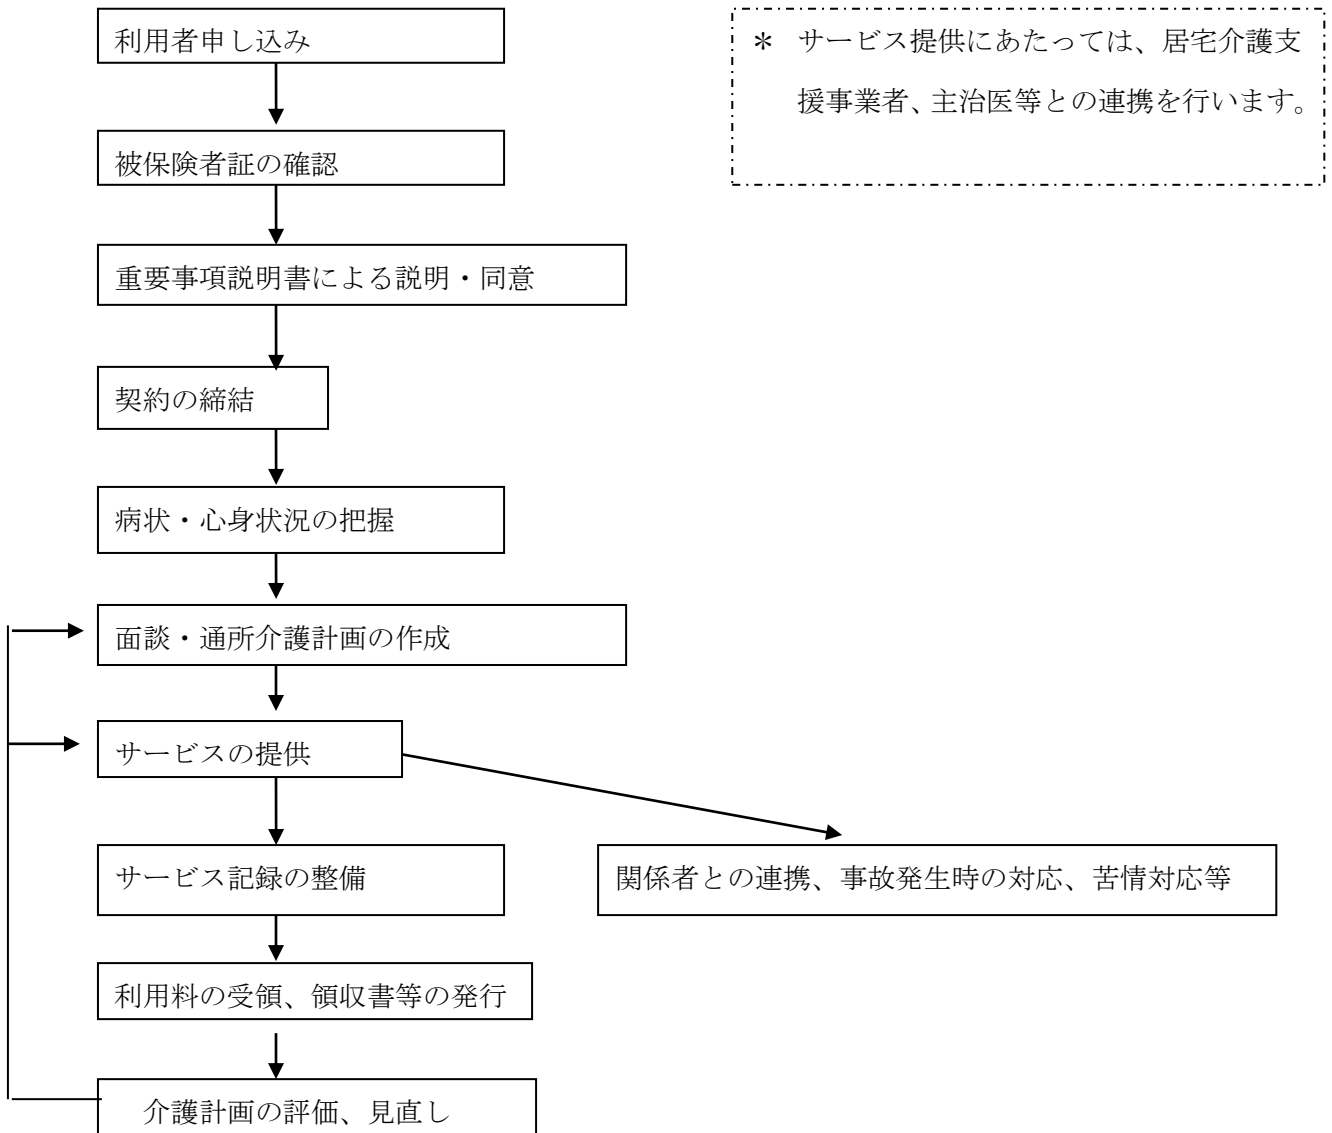 利用者申し込み
＊ サービス提供にあたっては、居宅介護支
援事業者、主治医等との連携を行います。
被保険者証の確認
重要事項説明書による説明・同意
契約の締結
病状・心身状況の把握
面談・通所介護計画の作成
サービスの提供
サービス記録の整備
関係者との連携、事故発生時の対応、苦情対応等
利用料の受領、領収書等の発行
介護計画の評価、見直し